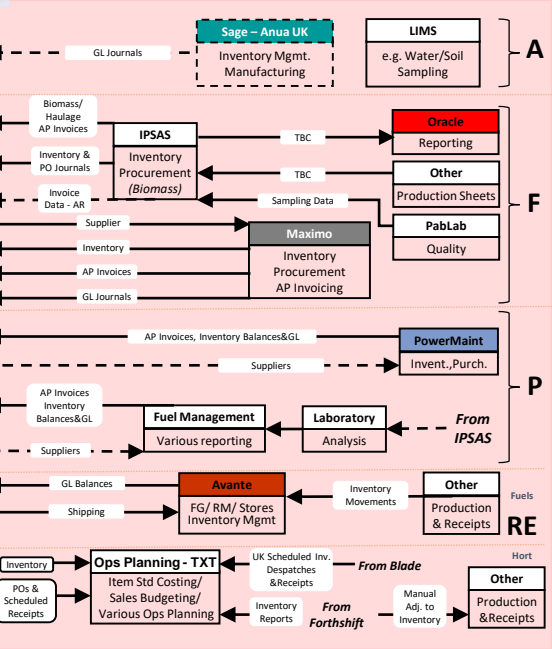 Sage – Anua UK
Inventory Mgmt.
Manufacturing
GL Journals
LIMS
e.g. Water/Soil
Sampling
A
Biomass/
Haulage
AP Invoices
Inventory &
PO Journals
Invoice
Data - AR
IPSAS
Inventory
Procurement
(Biomass)
TBC
TBC
Sampling Data
Oracle
Reporting
Other
Production Sheets
PabLab
Quality
F
Supplier
Inventory
AP Invoices
GL Journals
Maximo
Inventory
Procurement
AP Invoicing
AP Invoices, Inventory Balances&GL
Suppliers
PowerMaint
Invent.,Purch.
P
AP Invoices
Inventory
Balances&GL
Suppliers
Fuel Management
Various reporting
Laboratory
Analysis
From
IPSAS
GL Balances
Shipping
Avante
FG/ RM/ Stores
Inventory Mgmt
Inventory
Movements
Other
Production
& Receipts
Fuels
RE
Hort
Inventory
POs &
Scheduled
Receipts
Ops Planning - TXT
Item Std Costing/
Sales Budgeting/
Various Ops Planning
UK Scheduled Inv.
Despatches
&Receipts
From Blade
Inventory
Reports
From
Forthshift
Manual
Adj. to
Inventory
Other
Production
&Receipts